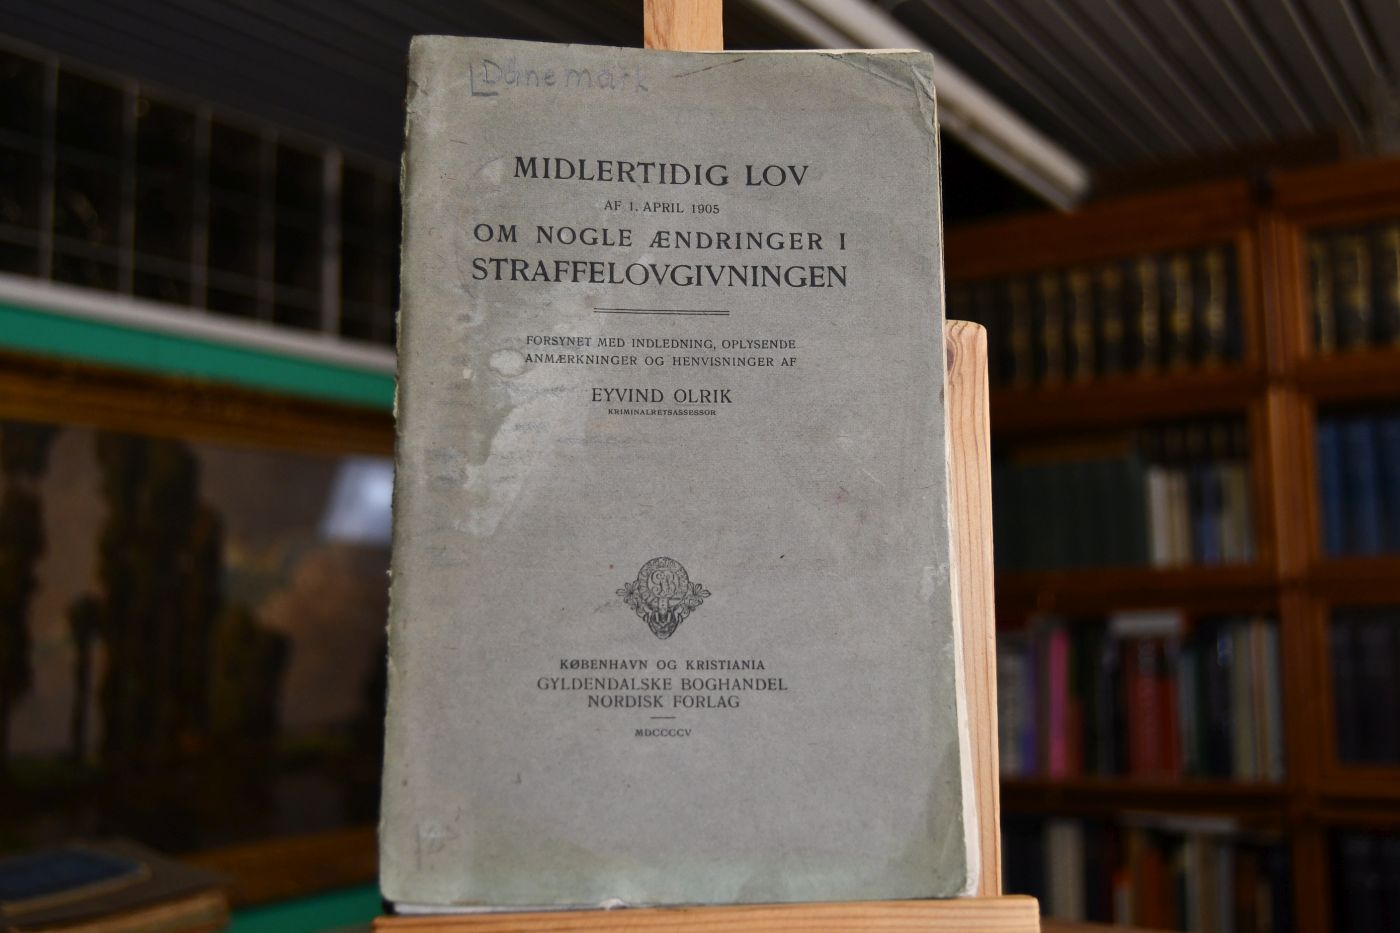 Dänemark
MIDLERTIDIG LOV
AF 1. APRIL 1905
OM NOGLE ÆNDRINGER I
STRAFFELOVGIVNINGEN
FORSYNET MED INDLEDNING, OPLYSENDE
ANMÆRKNINGER OG HENVISNINGER AF
EYVIND OLRIK
KRIMINALRETSASSESSOR
KØBENHAVN OG KRISTIANIA
GYLDENDALSKE BOGHANDEL
NORDISK FORLAG
MDCCCCV